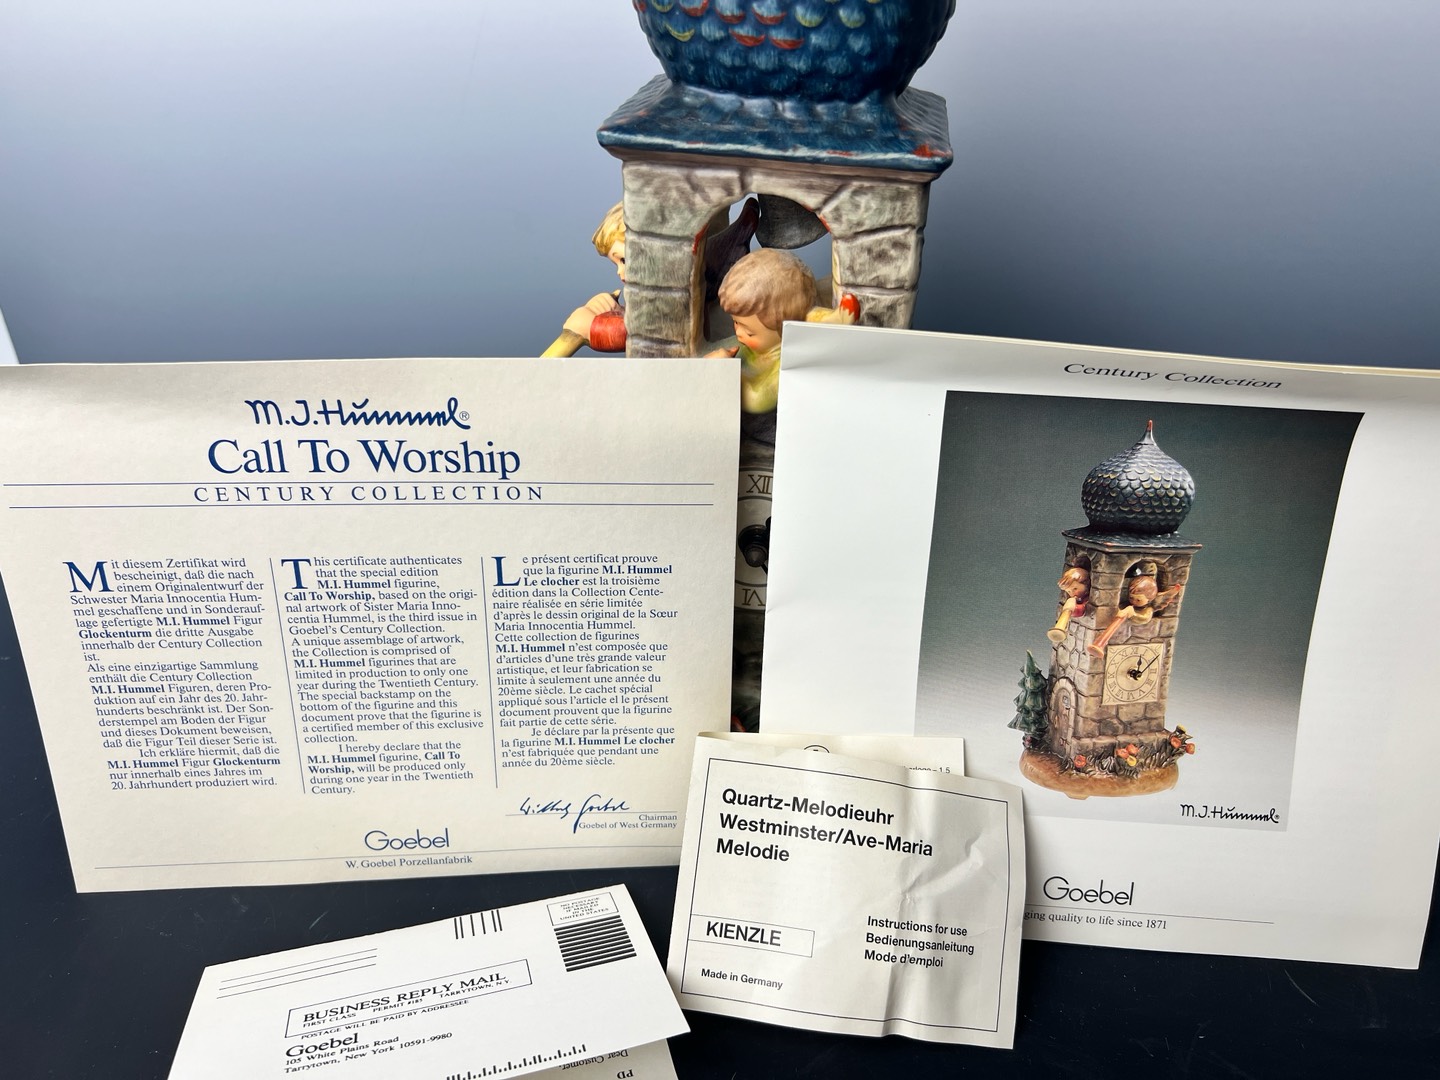 M.J.Hummel®
Call To Worship
CENTURY COLLECTION
Mit diesem Zertifikat wird
bescheinigt, daß die nach
einem Originalentwurf der
Schwester Maria Innocentia Hum-
mel geschaffene und in Sonderauf-
lage gefertigte M.I. Hummel Figur
Glockenturm die dritte Ausgabe
innerhalb der Century Collection
ist.
Als eine einzigartige Sammlung
enthält die Century Collection
M.I. Hummel Figuren, deren Pro-
duktion auf ein Jahr des 20. Jahr-
hunderts beschränkt ist. Der Son-
derstempel am Boden der Figur
und dieses Dokument beweisen,
daß die Figur Teil dieser Serie ist.
Ich erkläre hiermit, daß die
M.I. Hummel Figur Glockenturm
nur innerhalb eines Jahres im
20. Jahrhundert produziert wird.
This certificate authenticates
that the special edition
M.I. Hummel figurine,
Call To Worship, based on the origi-
nal artwork of Sister Maria Inno-
centia Hummel, is the third issue in
Goebel's Century Collection.
A unique assemblage of artwork,
the Collection is comprised of
M.I. Hummel figurines that are
limited in production to only one
year during the Twentieth Century.
The special backstamp on the
bottom of the figurine and this
document prove that the figurine is
a certified member of this exclusive
collection.
I hereby declare that the
M.I. Hummel figurine, Call To
Worship, will be produced only
during one year in the Twentieth
Century.
Le présent certificat prouve
que la figurine M.I. Hummel
Le clocher est la troisième
édition dans la Collection Cente-
naire réalisée en série limitée
d'après le dessin original de la Sœur
Maria Innocentia Hummel.
Cette collection de figurines
M.I. Hummel n'est composée que
d'articles d'une très grande valeur
artistique, et leur fabrication se
limite à seulement une année du
20ème siècle. Le cachet spécial
appliqué sous l'article et le présent
document prouvent que la figurine
fait partie de cette série.
Je déclare par la présente que
la figurine M.I. Hummel Le clocher
n'est fabriquée que pendant une
année du 20ème siècle.
Chairman
Goebel of West Germany
Goebel
W. Goebel Porzellanfabrik
XII
VI
Century Collection
M.J.Hummel®
Goebel
ging quality to life since 1871
1,5
Quartz-Melodieuhr
Westminster/Ave-Maria
Melodie
KIENZLE
Instructions for use
Bedienungsanleitung
Mode d'emploi
Made in Germany
NO POSTAGE
NECESSARY
IF MAILED
IN THE
UNITED STATES
BUSINESS REPLY MAIL
FIRST CLASS PERMIT #185 TARRYTOWN, N.Y.
POSTAGE WILL BE PAID BY ADDRESSEE
Goebel
105 White Plains Road
Tarrytown, New York 10591-9980
Dear Customer,
PD